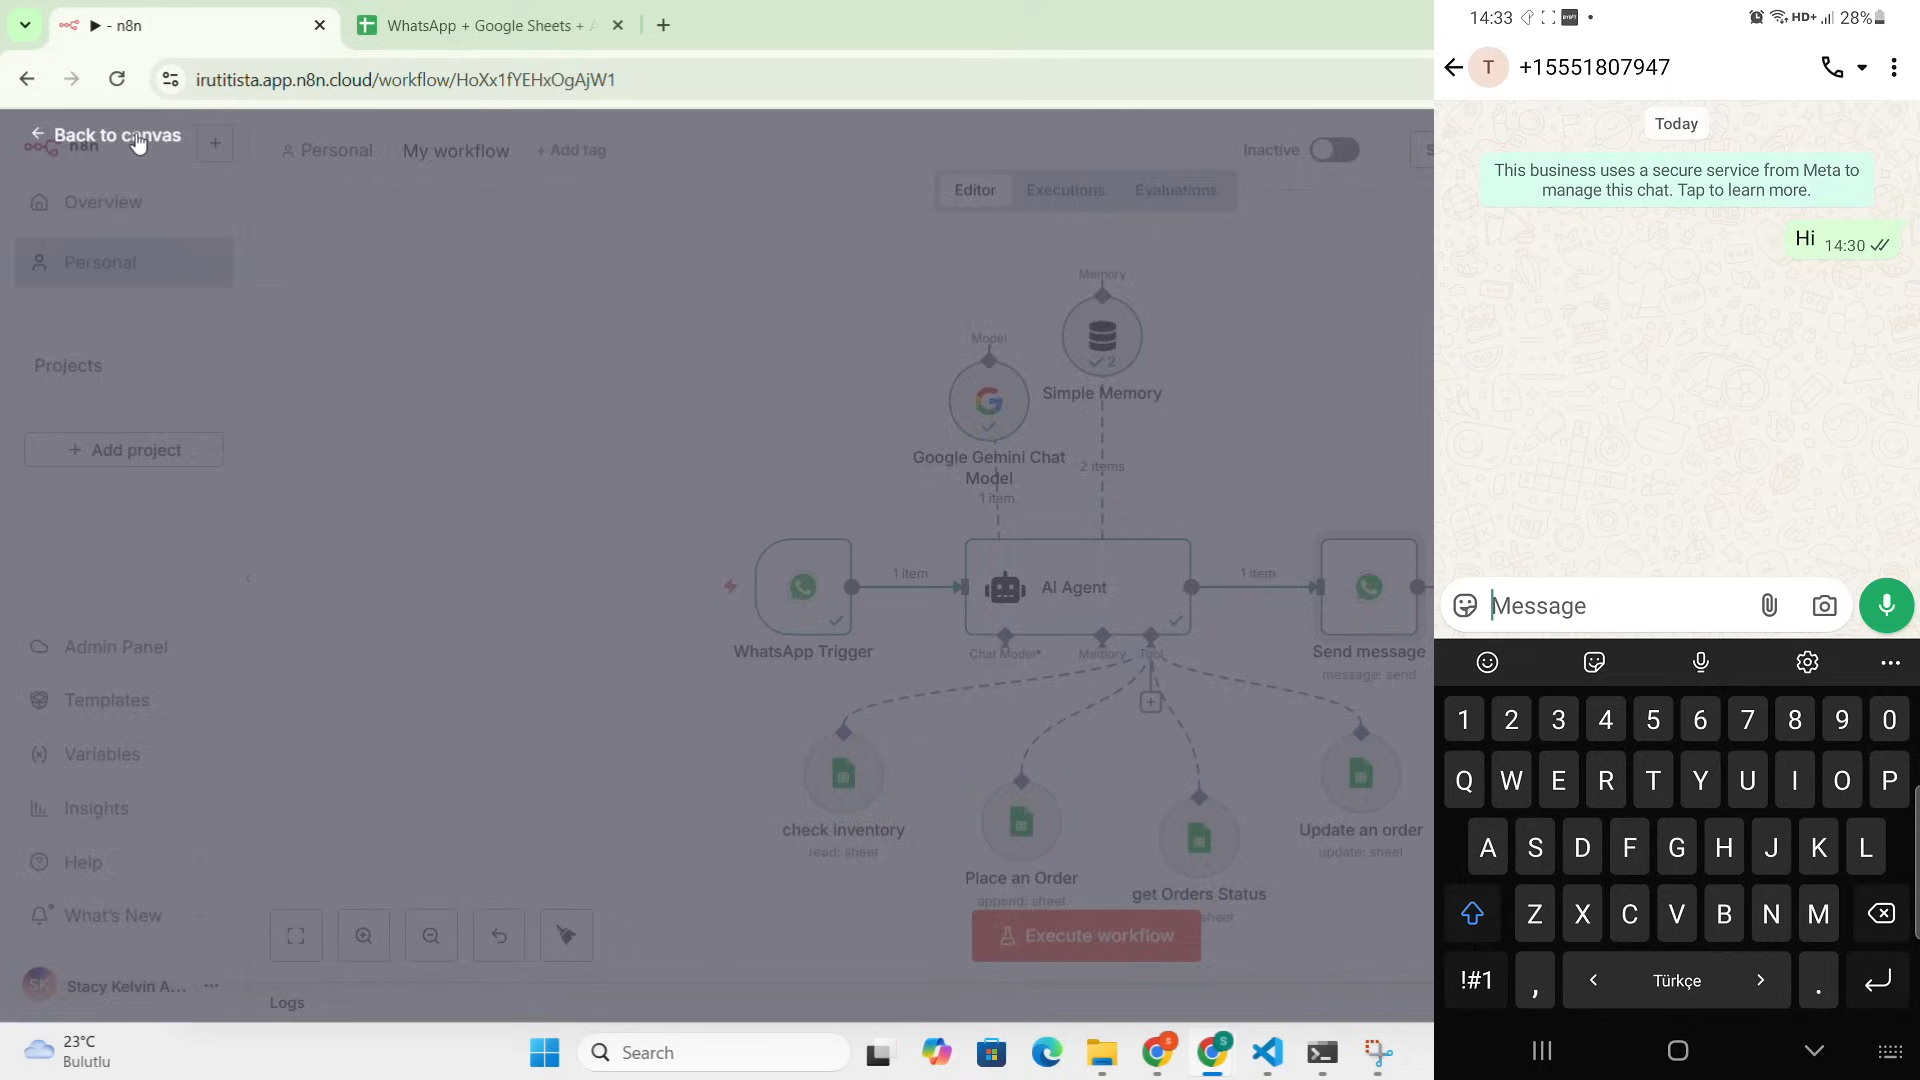 - n8n
WhatsApp + Google Sheets +
irutitista.app.n8n.cloud/workflow/HoXx1fYEHxOgAjW1
Back to canvas
n8n
Personal
My workflow
+ Add tag
Inactive
Editor
Executions
Evaluations
Overview
Personal
Projects
+ Add project
Admin Panel
Templates
Variables
Insights
Help
What's New
Stacy Kelvin A...
Memory
2
Simple Memory
Model
Google Gemini Chat
Model
1 item
2 items
WhatsApp Trigger
1 item
AI Agent
Chat Model*
Memory
Tool
1 item
Send message
message: send
check inventory
read: sheet
Place an Order
append: sheet
get Orders Status
sheet
Update an order
update: sheet
Execute workflow
Logs
23°C
Bulutlu
Search
14:33
HD+
28%
T
+15551807947
Today
This business uses a secure service from Meta to
manage this chat. Tap to learn more.
Hi
14:30
Message
1 2 3 4 5 6 7 8 9 0
Q W E R T Y U I O P
A S D F G H J K L
Z X C V B N M
!#1 , < Türkçe > .